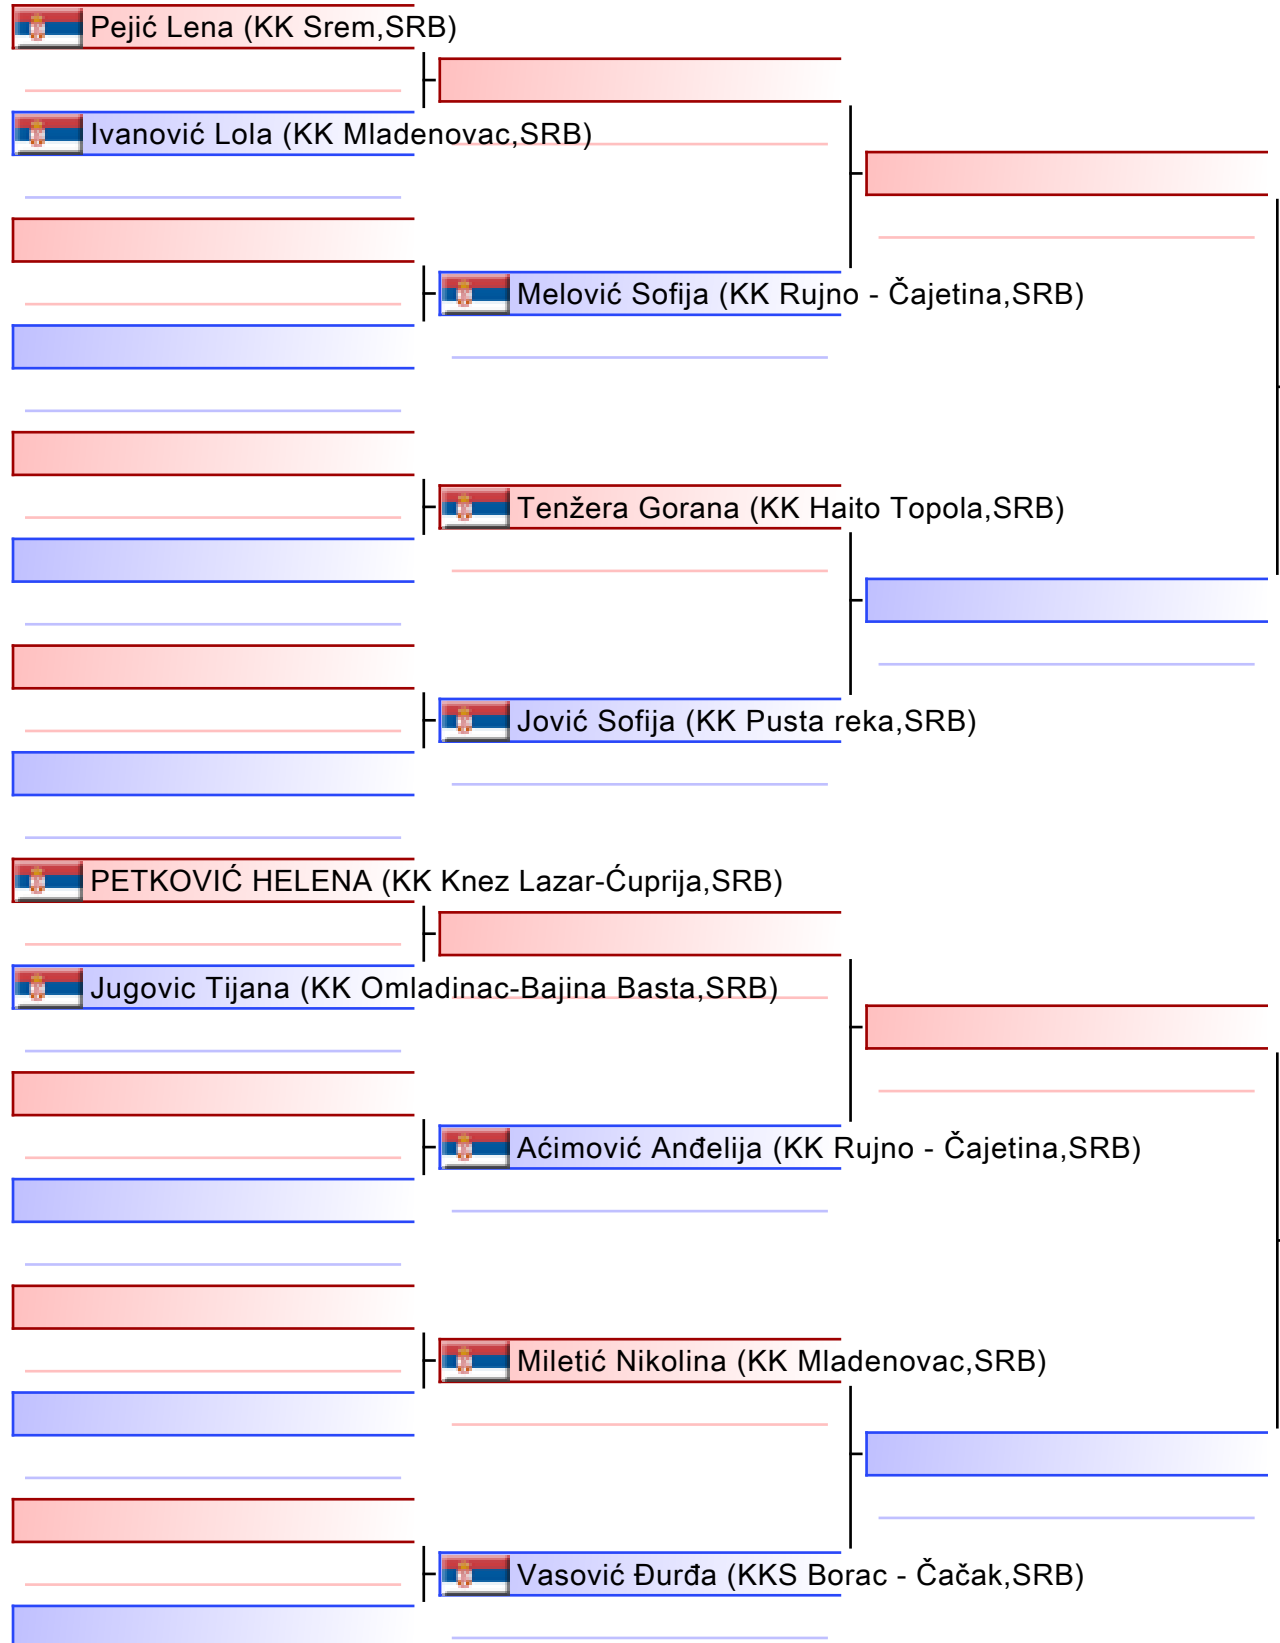 Pejić Lena (KK Srem,SRB)
Ivanović Lola (KK Mladenovac,SRB)
Melović Sofija (KK Rujno - Čajetina,SRB)
Tenžera Gorana (KK Haito Topola,SRB)
Jović Sofija (KK Pusta reka,SRB)
PETKOVIĆ HELENA (KK Knez Lazar-Ćuprija,SRB)
Jugovic Tijana (KK Omladinac-Bajina Basta,SRB)
Aćimović Anđelija (KK Rujno - Čajetina,SRB)
Miletić Nikolina (KK Mladenovac,SRB)
Vasović Đurđa (KKS Borac - Čačak,SRB)